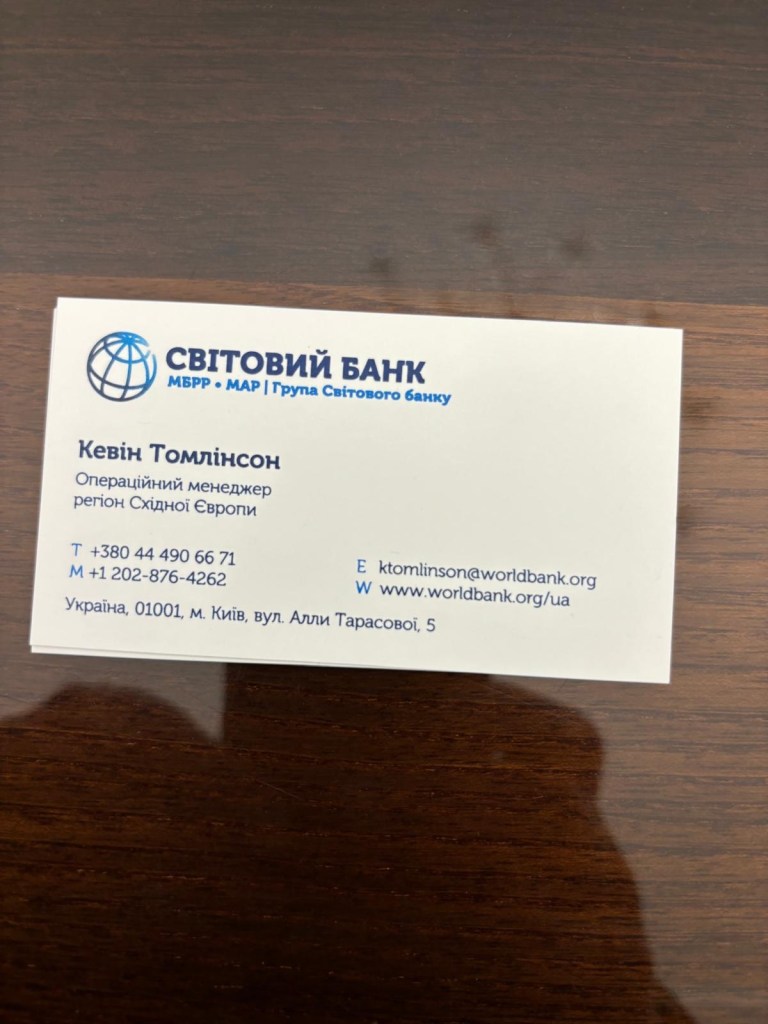 СВІТОВИЙ БАНК
МБРР • МАР | Група Світового банку
Кевін Томлінсон
Операційний менеджер
регіон Східної Європи
T +380 44 490 66 71
M +1 202-876-4262
E ktomlinson@worldbank.org
W www.worldbank.org/ua
Україна, 01001, м. Київ, вул. Алли Тарасової, 5